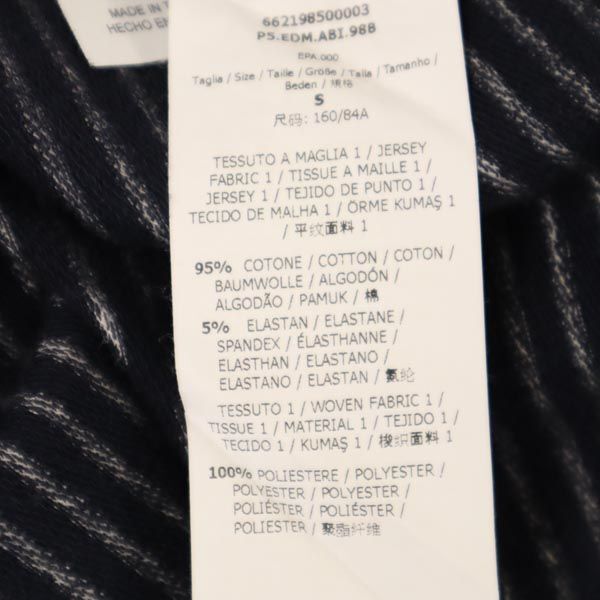 MADE IN T
HECHO EN
662198500003
PS.EDM.ABI.98B
EPA.000
Taglia / Size / Taille / Größe / Talla / Tamanho /
Beden / 规格
S
尺码: 160/84A
TESSUTO A MAGLIA 1 / JERSEY
FABRIC 1 / TISSUE A MAILLE 1 /
JERSEY 1 / TEJIDO DE PUNTO 1 /
TECIDO DE MALHA 1 / ÖRME KUMAŞ 1
/ 平纹面料 1
95% COTONE / COTTON / COTON /
BAUMWOLLE / ALGODÓN /
ALGODÃO / PAMUK / 棉
5% ELASTAN / ELASTANE /
SPANDEX / ÉLASTHANNE /
ELASTHAN / ELASTANO /
ELASTANO / ELASTAN / 氨纶
TESSUTO 1 / WOVEN FABRIC 1 /
TISSUE 1 / MATERIAL 1 / TEJIDO 1 /
TECIDO 1 / KUMAŞ 1 / 梭织面料 1
100% POLIESTERE / POLYESTER /
POLYESTER / POLYESTER /
POLIÉSTER / POLIÉSTER /
POLIESTER / 聚酯纤维